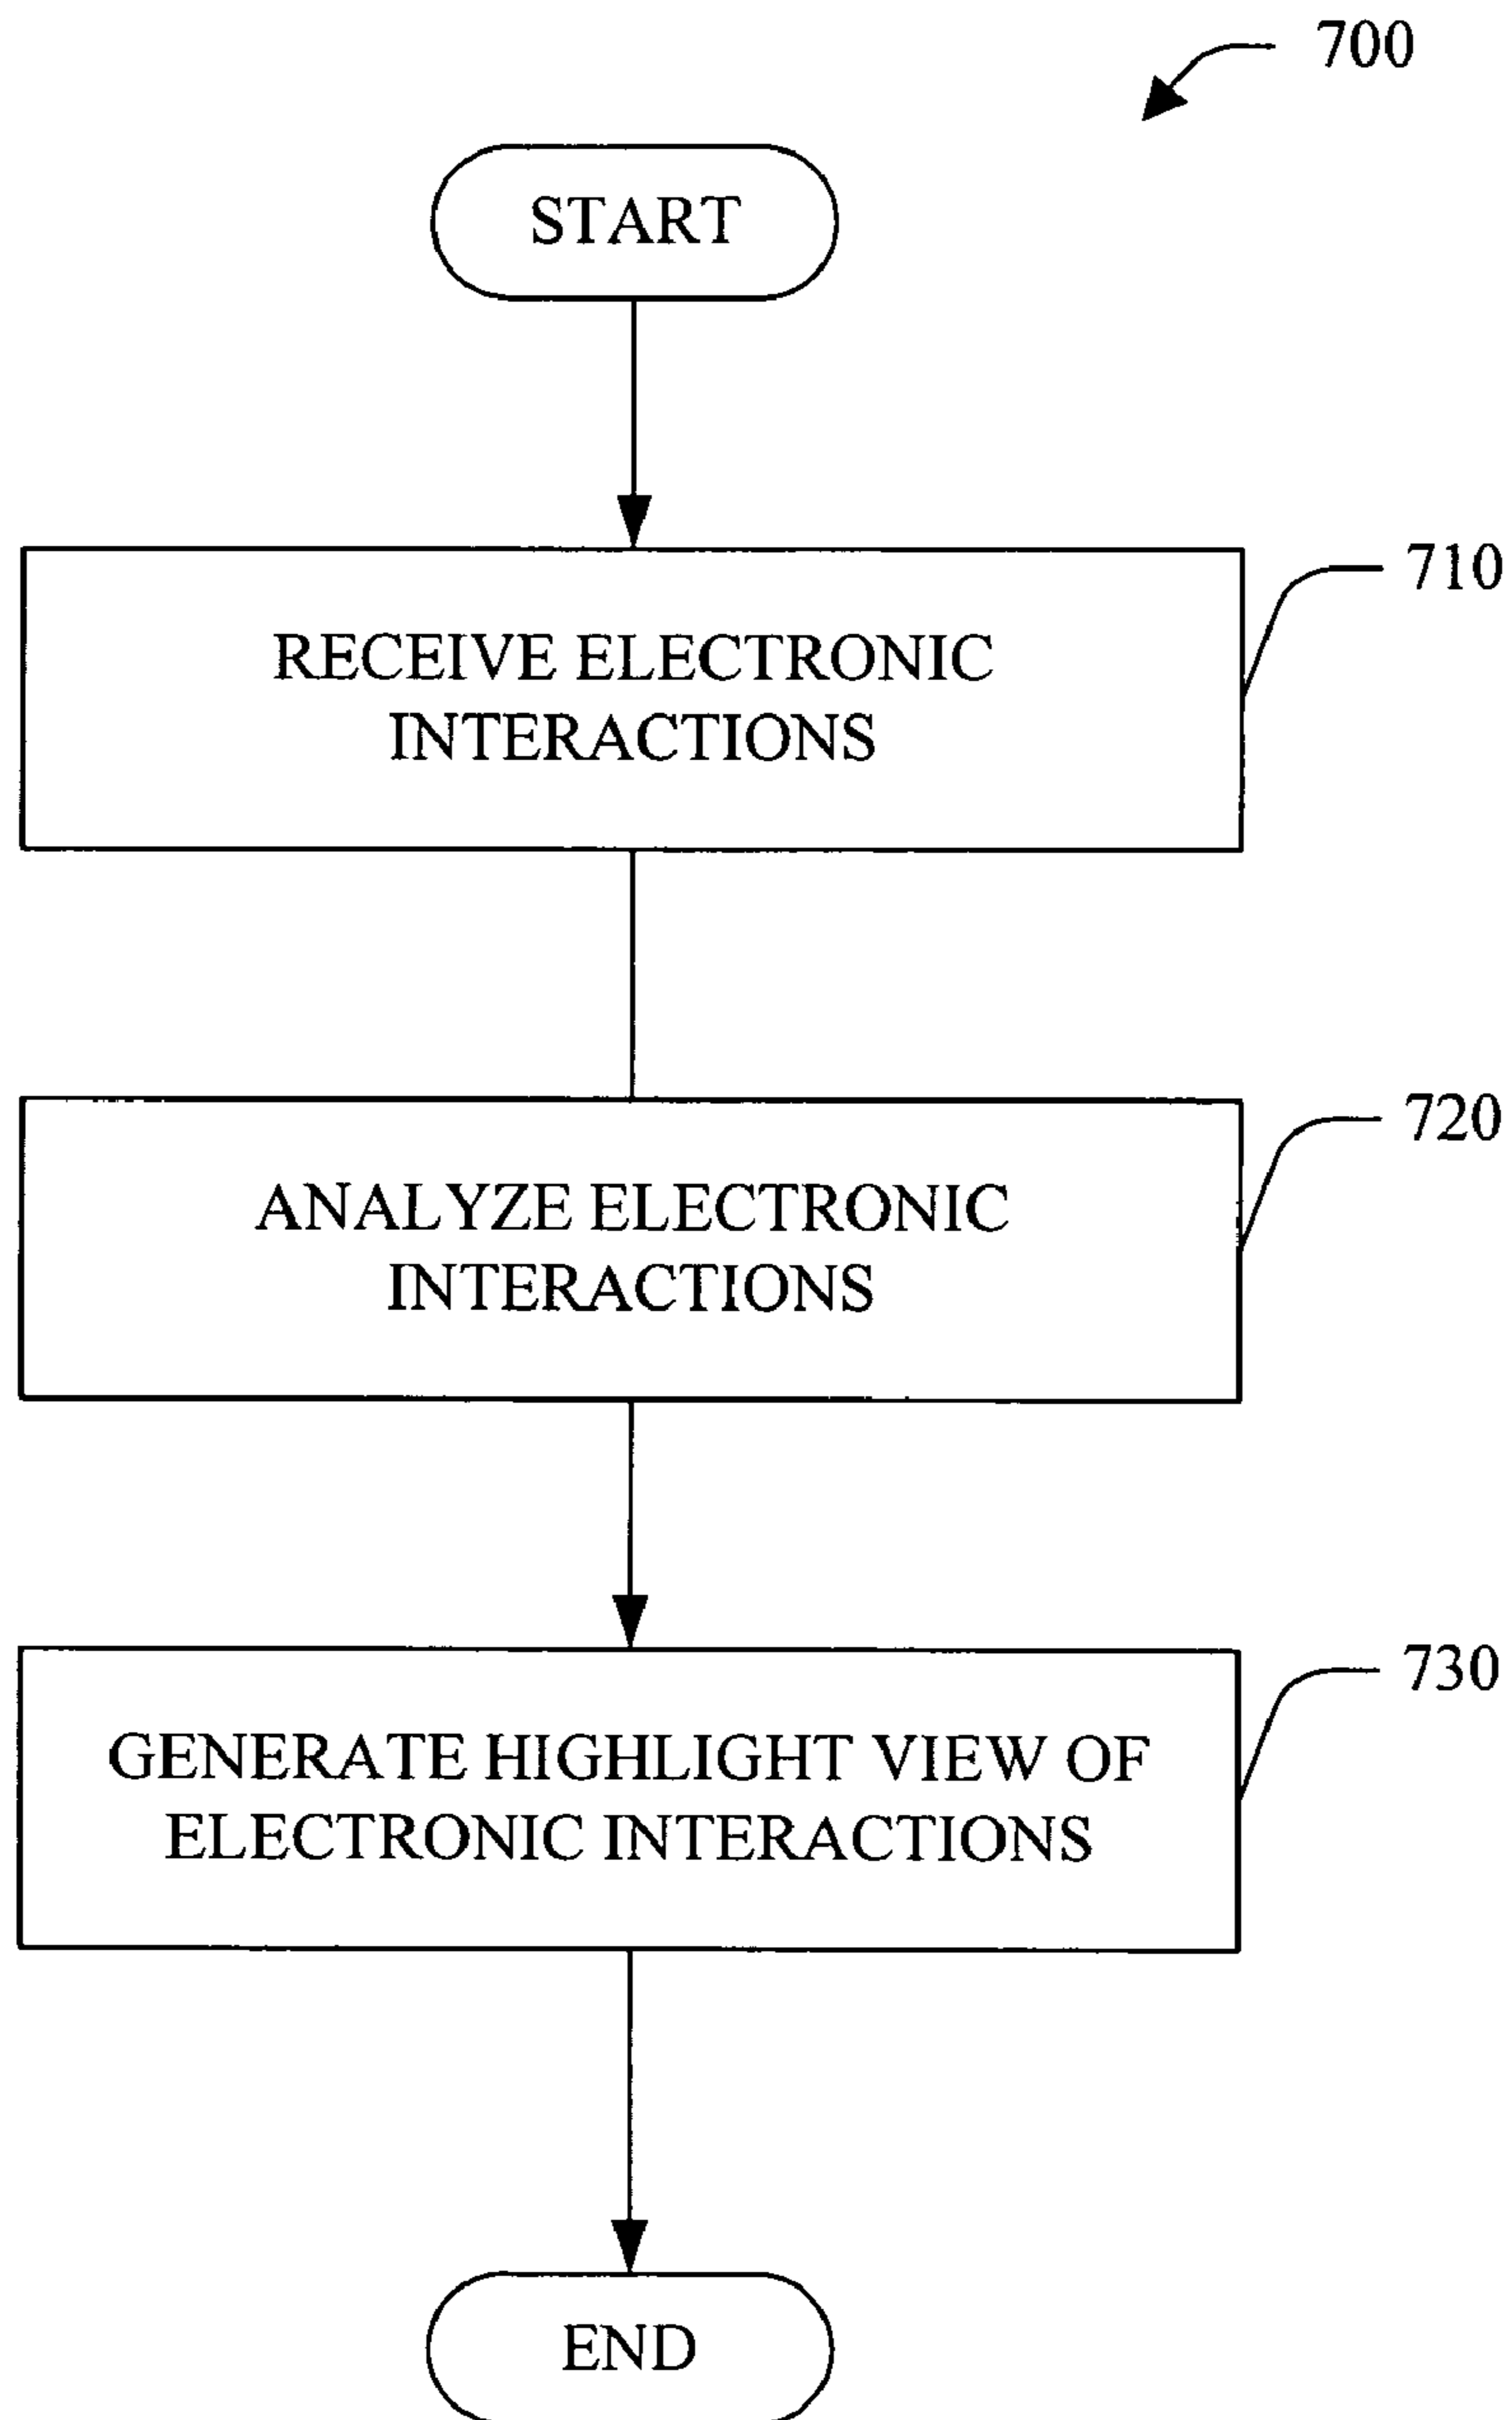 700
START
710
RECEIVE ELECTRONIC
INTERACTIONS
720
ANALYZE ELECTRONIC
INTERACTIONS
730
GENERATE HIGHLIGHT VIEW OF
ELECTRONIC INTERACTIONS
END